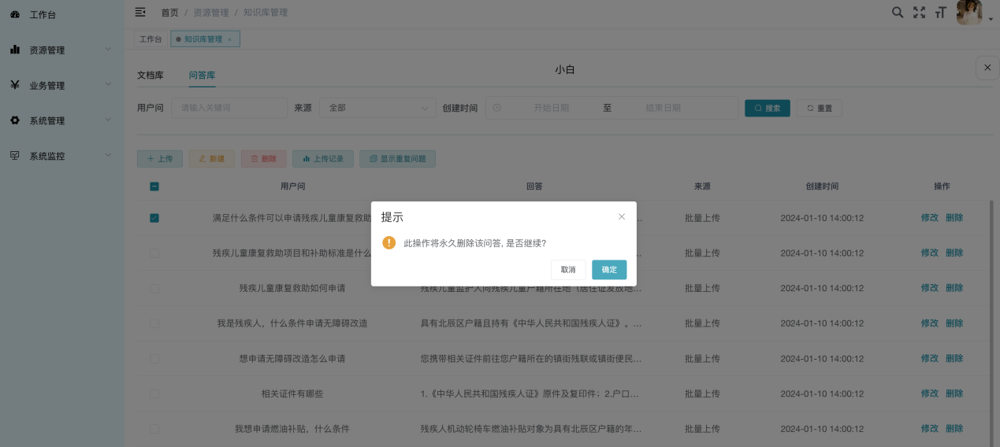 工作台
资源管理
业务管理
系统管理
系统监控
首页 / 资源管理 / 知识库管理
工作台 知识库管理 ×
小白
文档库 问答库
用户问 请输入关键词 来源 全部 创建时间 开始日期 至 结束日期 搜索 重置
+ 上传 新建 删除 上传记录 显示重复问题
用户问 回答 来源 创建时间 操作
满足什么条件可以申请残疾儿童康复救助 批量上传 2024-01-10 14:00:12 修改 删除
残疾儿童康复救助项目和补助标准是什么 批量上传 2024-01-10 14:00:12 修改 删除
残疾儿童康复救助如何申请 残疾儿童监护人向残疾儿童户籍所在地（居住证发放地... 批量上传 2024-01-10 14:00:12 修改 删除
我是残疾人，什么条件申请无障碍改造 具有北辰区户籍且持有《中华人民共和国残疾人证》。... 批量上传 2024-01-10 14:00:12 修改 删除
想申请无障碍改造怎么申请 您携带相关证件前往您户籍所在的镇街残联或镇街便民... 批量上传 2024-01-10 14:00:12 修改 删除
相关证件有哪些 1.《中华人民共和国残疾人证》原件及复印件；2.户口... 批量上传 2024-01-10 14:00:12 修改 删除
我想申请燃油补贴，什么条件 残疾人机动轮椅车燃油补贴对象为具有北辰区户籍的年... 批量上传 2024-01-10 14:00:12 修改 删除
提示
此操作将永久删除该问答, 是否继续?
取消 确定